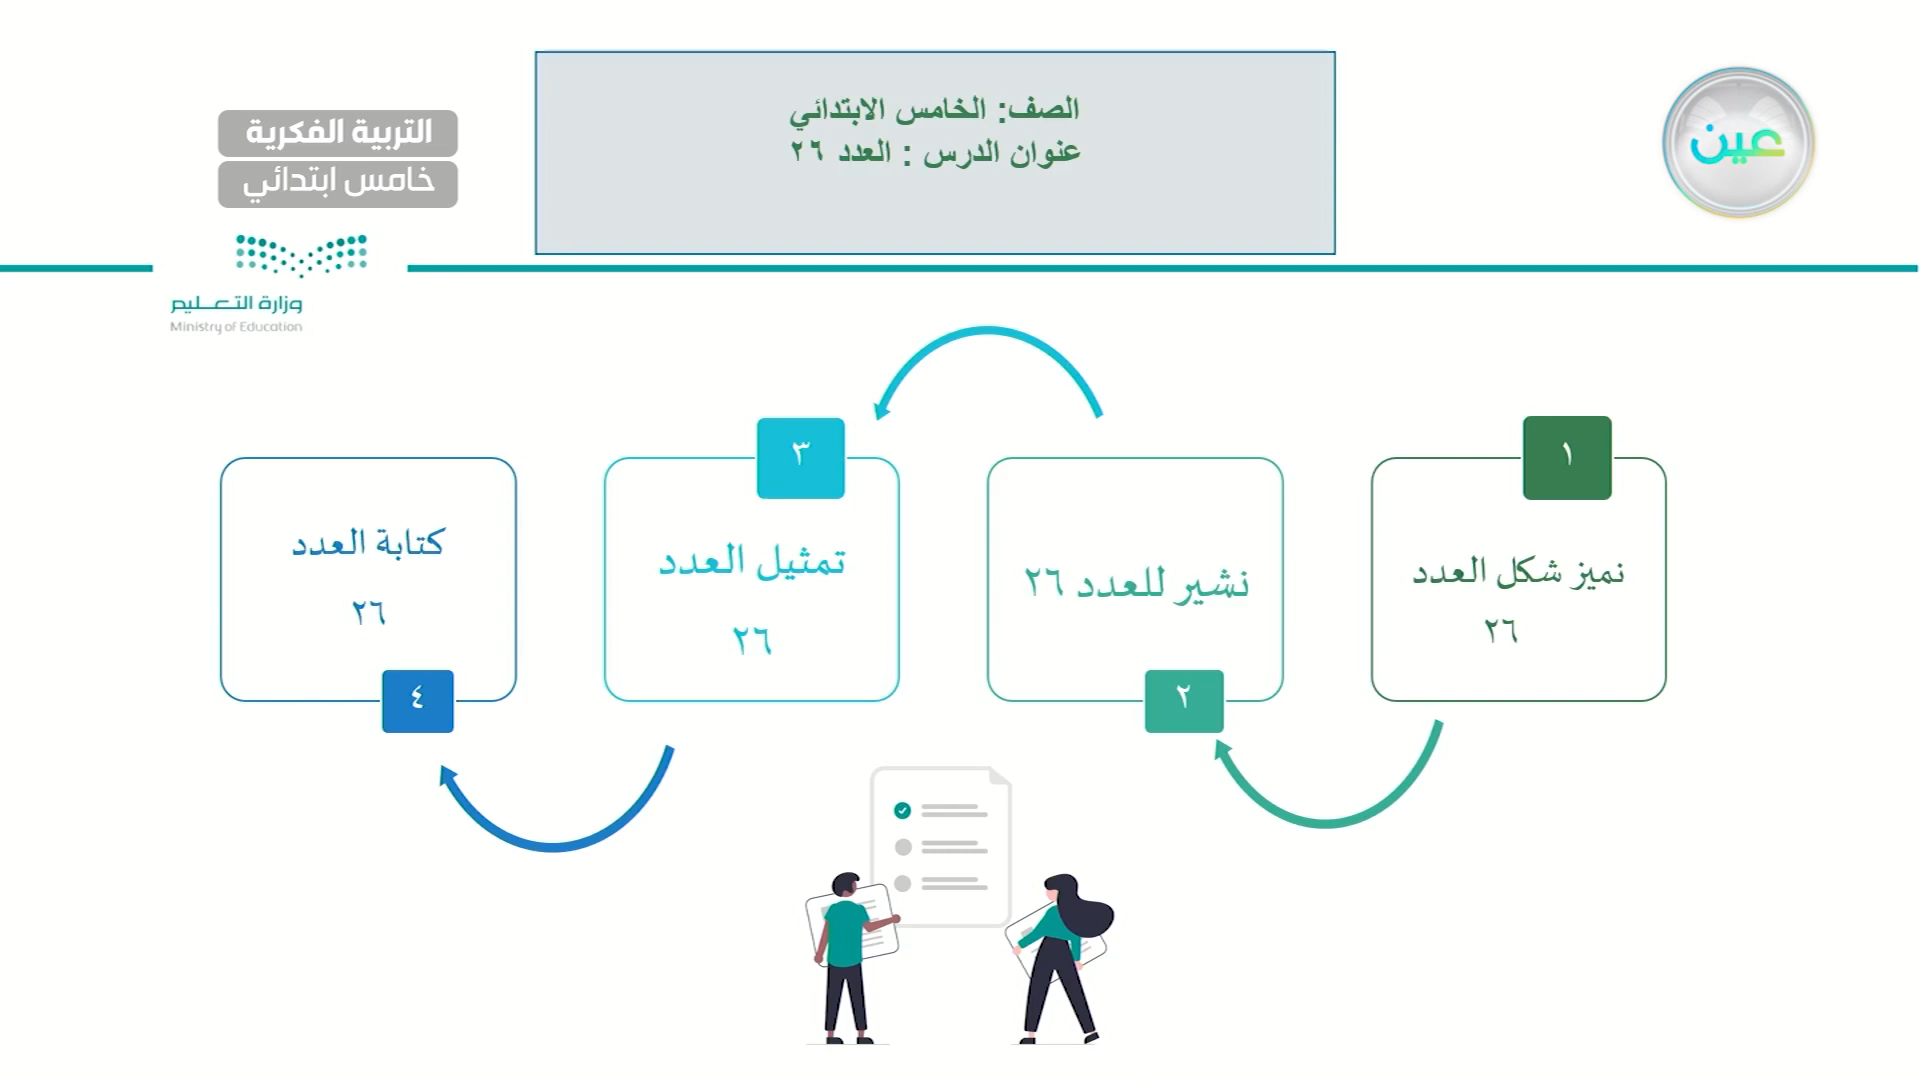 عين
الصف: الخامس الابتدائي
عنوان الدرس : العدد ٢٦
التربية الفكرية
خامس ابتدائي
وزارة التعليم
Ministry of Education
١
نميز شكل العدد
٢٦
نشير للعدد ٢٦
٢
٣
تمثيل العدد
٢٦
كتابة العدد
٢٦
٤